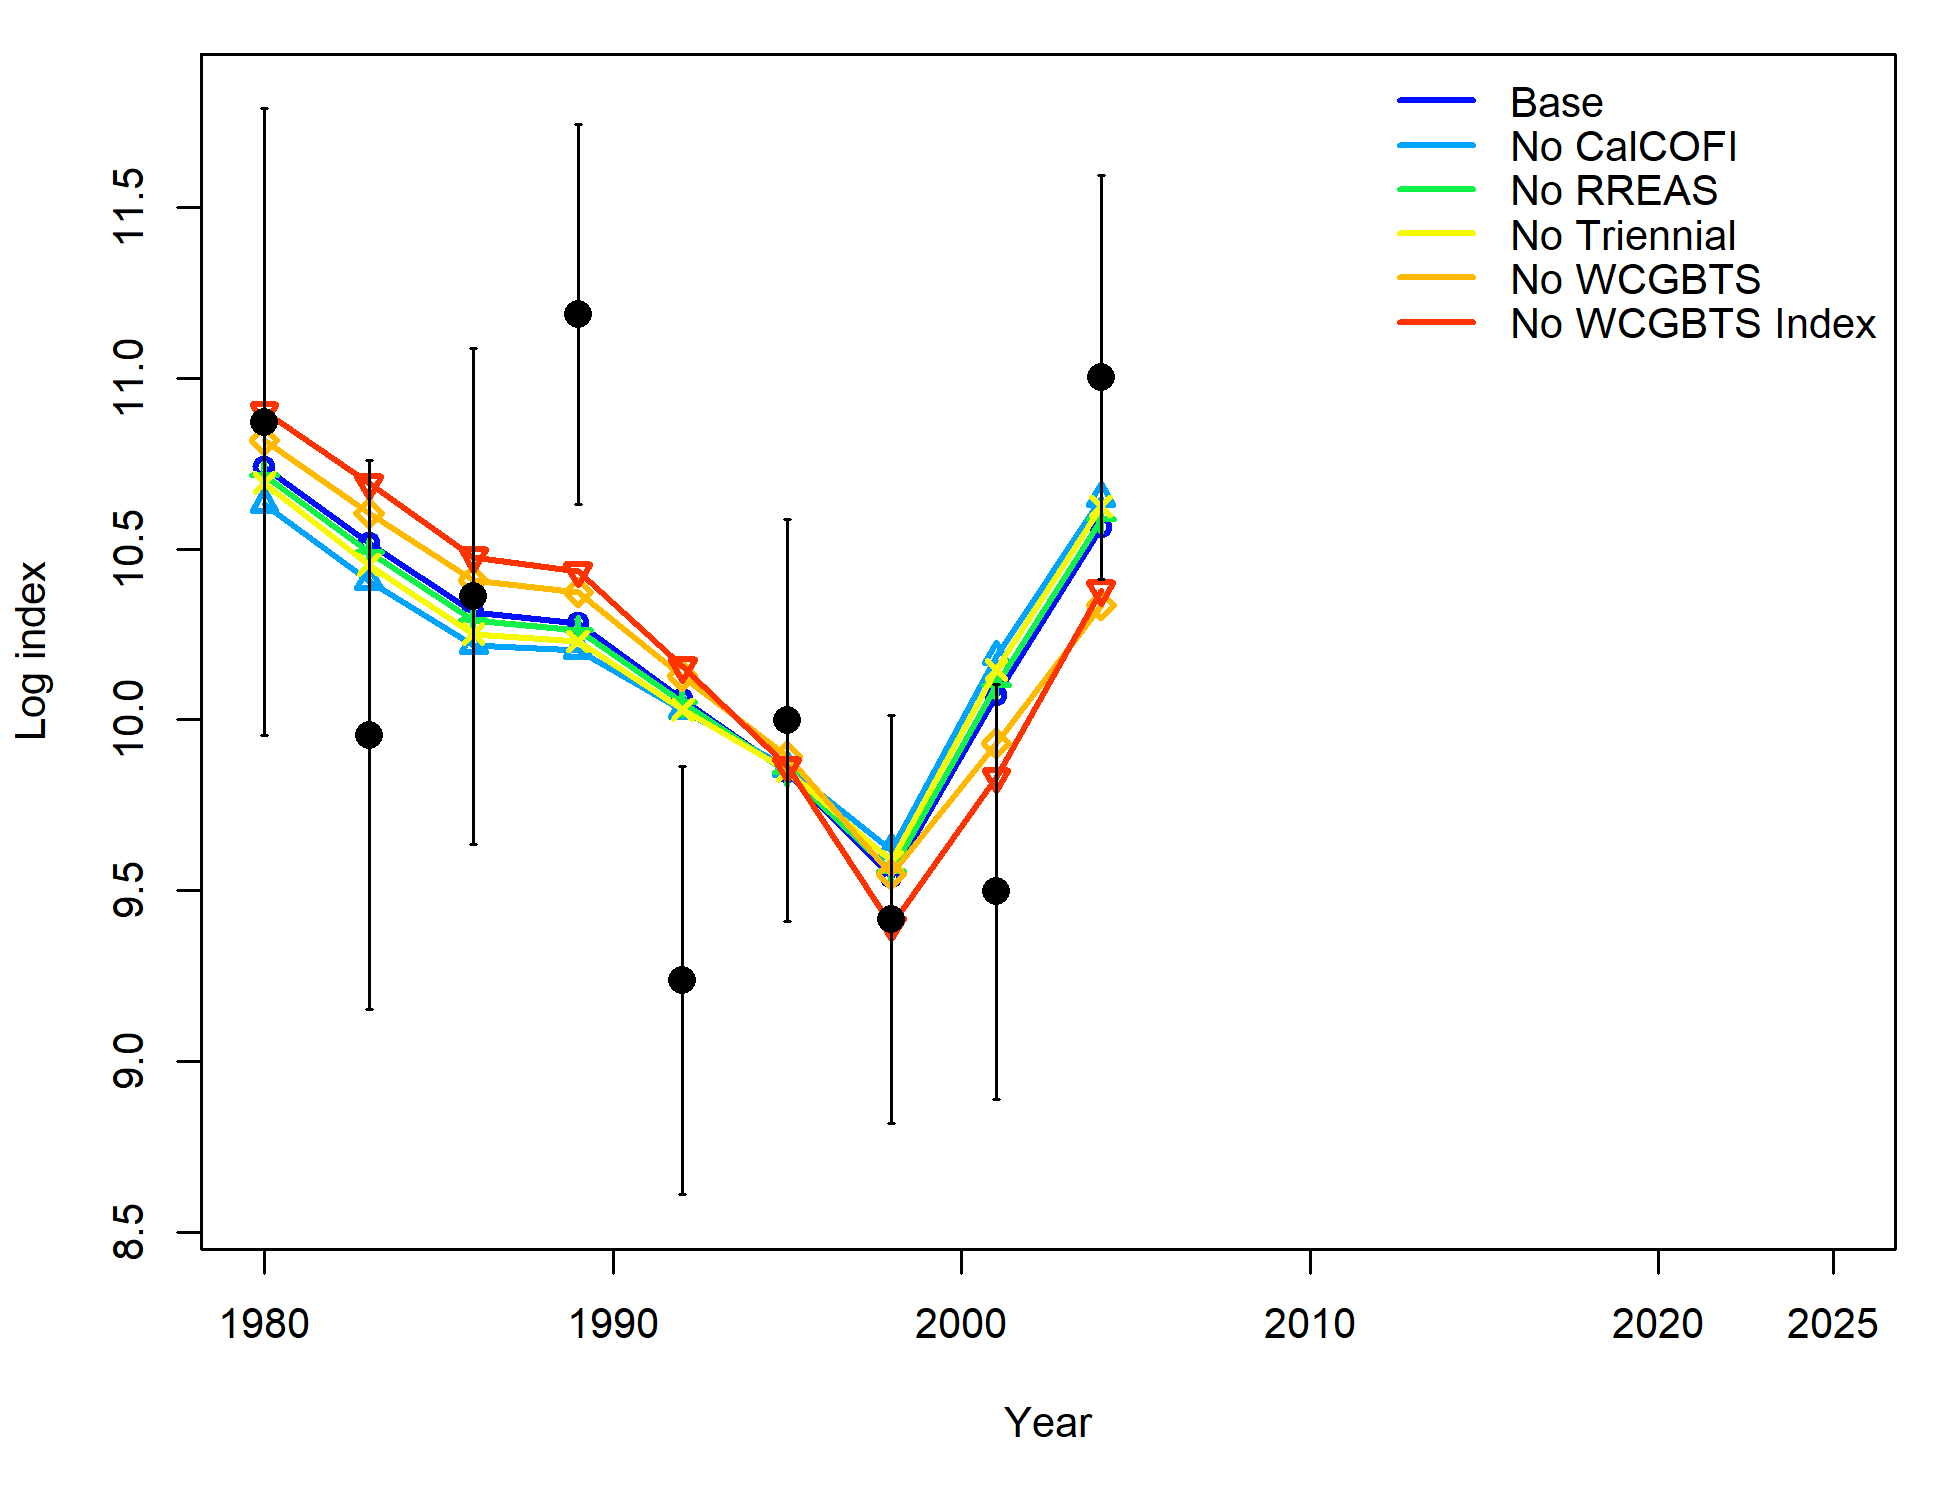 Base
No CalCOFI
No RREAS
No Triennial
No WCGBTS
No WCGBTS Index
Log index
11.5
11.0
10.5
10.0
9.5
9.0
8.5
1980 1990 2000 2010 2020 2025
Year